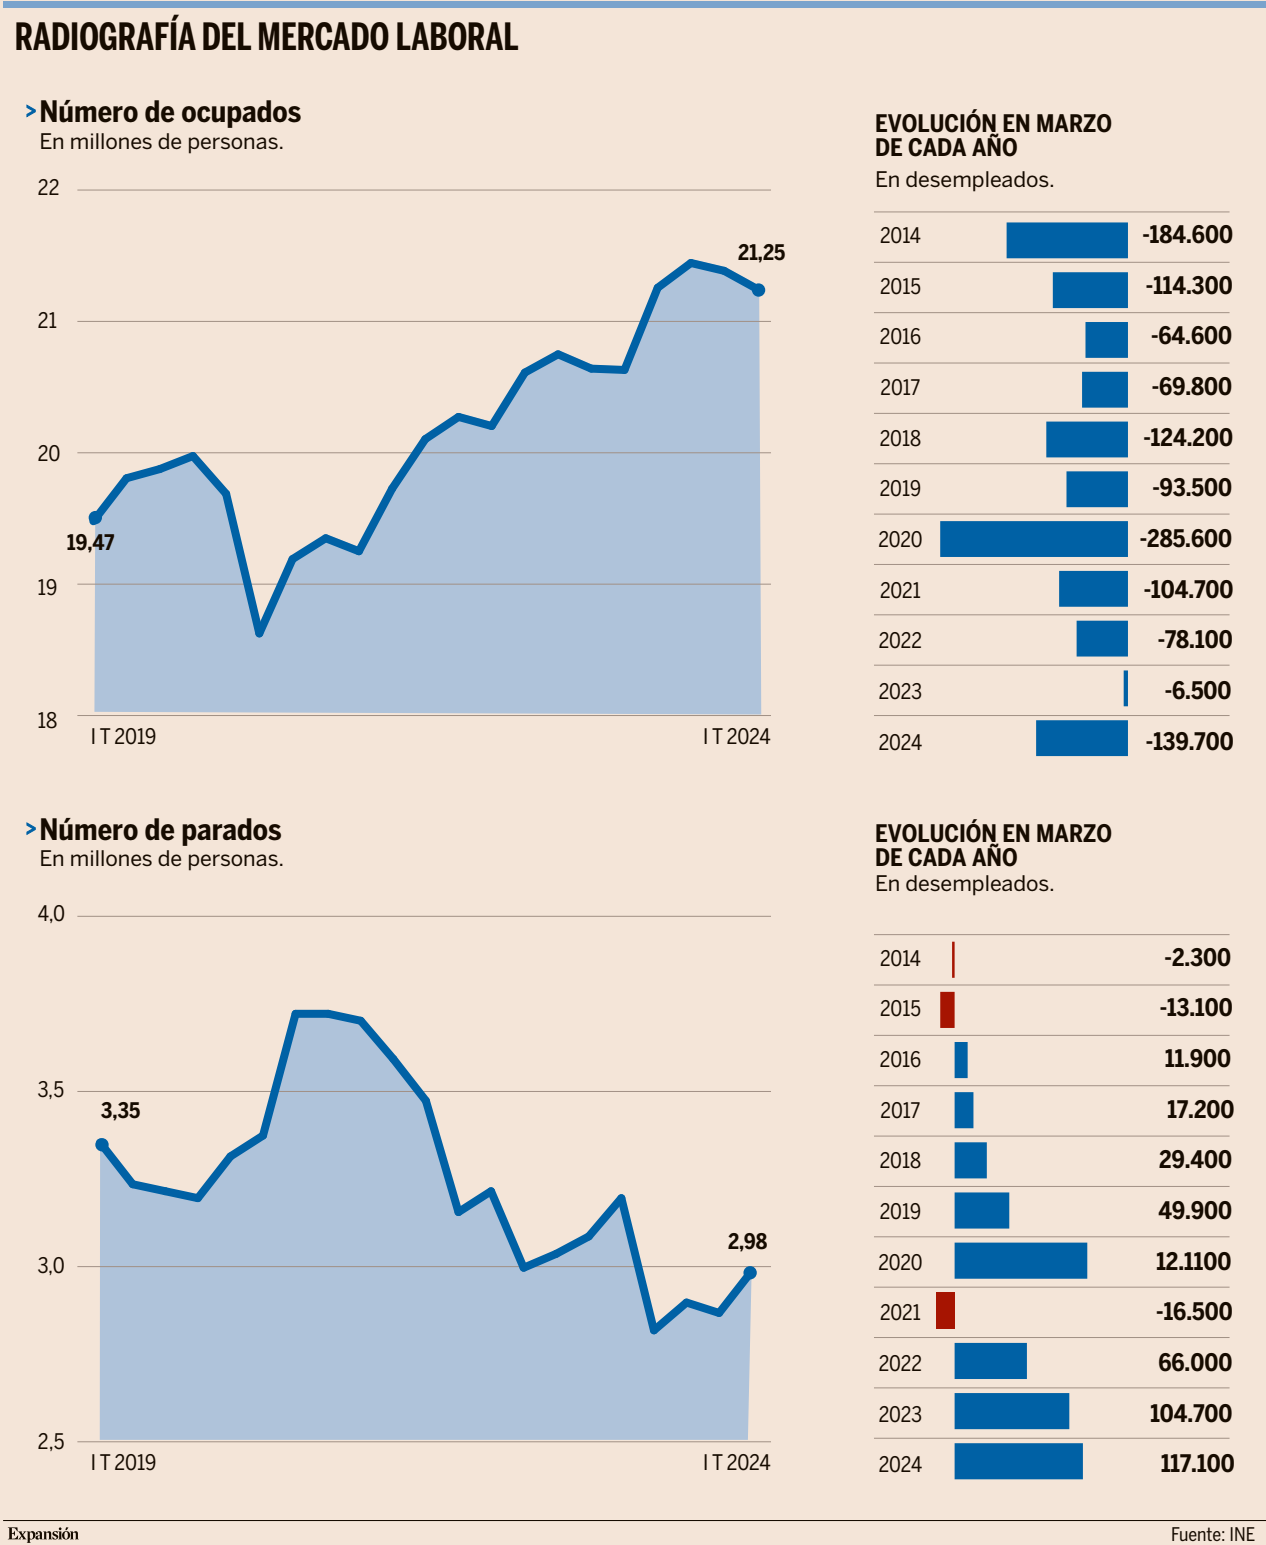 RADIOGRAFÍA DEL MERCADO LABORAL
> Número de ocupados
En millones de personas.
22
21
20
19
18
19,47
21,25
I T 2019
I T 2024
EVOLUCIÓN EN MARZO
DE CADA AÑO
En desempleados.
2014 -184.600
2015 -114.300
2016 -64.600
2017 -69.800
2018 -124.200
2019 -93.500
2020 -285.600
2021 -104.700
2022 -78.100
2023 -6.500
2024 -139.700
> Número de parados
En millones de personas.
4,0
3,5
3,0
2,5
3,35
2,98
I T 2019
I T 2024
EVOLUCIÓN EN MARZO
DE CADA AÑO
En desempleados.
2014 -2.300
2015 -13.100
2016 11.900
2017 17.200
2018 29.400
2019 49.900
2020 12.1100
2021 -16.500
2022 66.000
2023 104.700
2024 117.100
Expansión
Fuente: INE